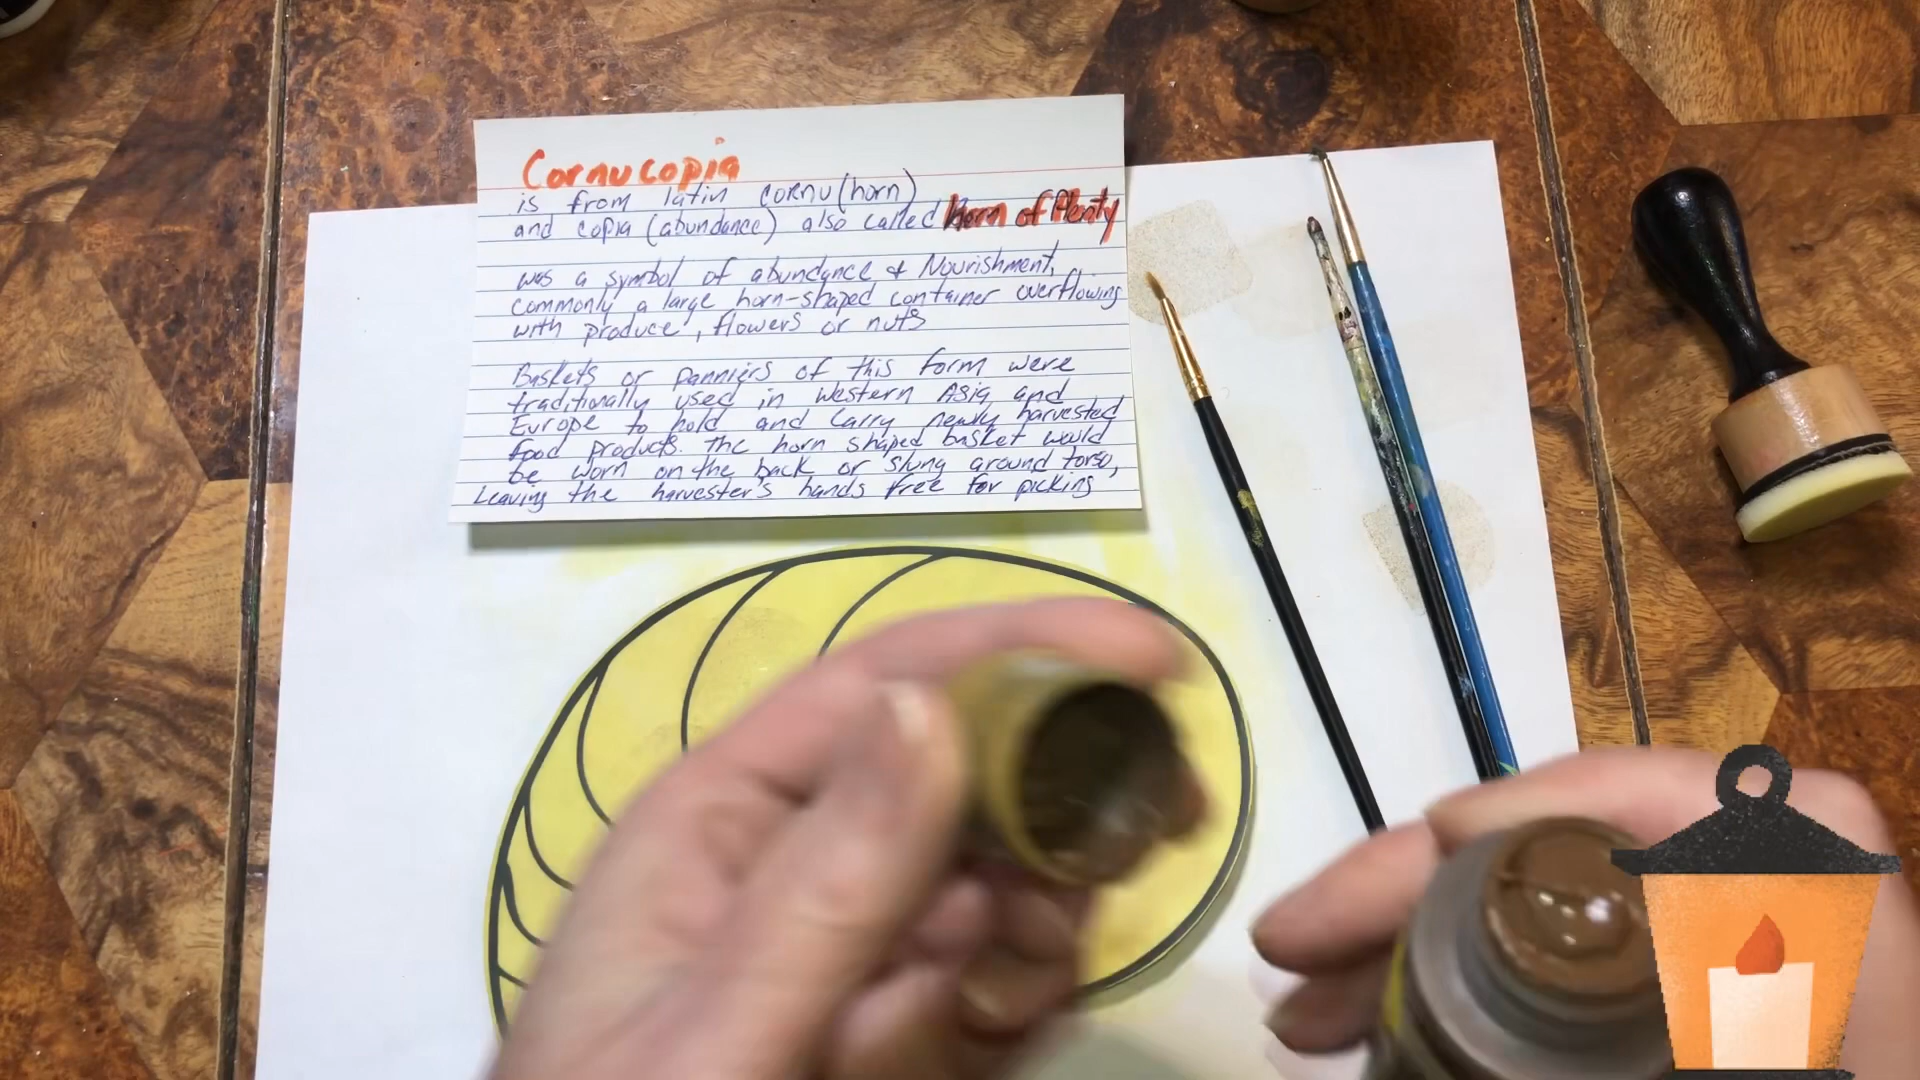 Cornucopia
is from latin cornu (horn)
and copia (abundance) also called Horn of Plenty
was a symbol of abundance & Nourishment,
commonly a large horn-shaped container overflowing
with produce, flowers or nuts
Baskets or panniers of this form were
traditionally used in Western Asia and
Europe to hold and carry newly harvested
food products. The horn shaped basket would
be worn on the back or slung around torso,
Leaving the harvester's hands free for picking